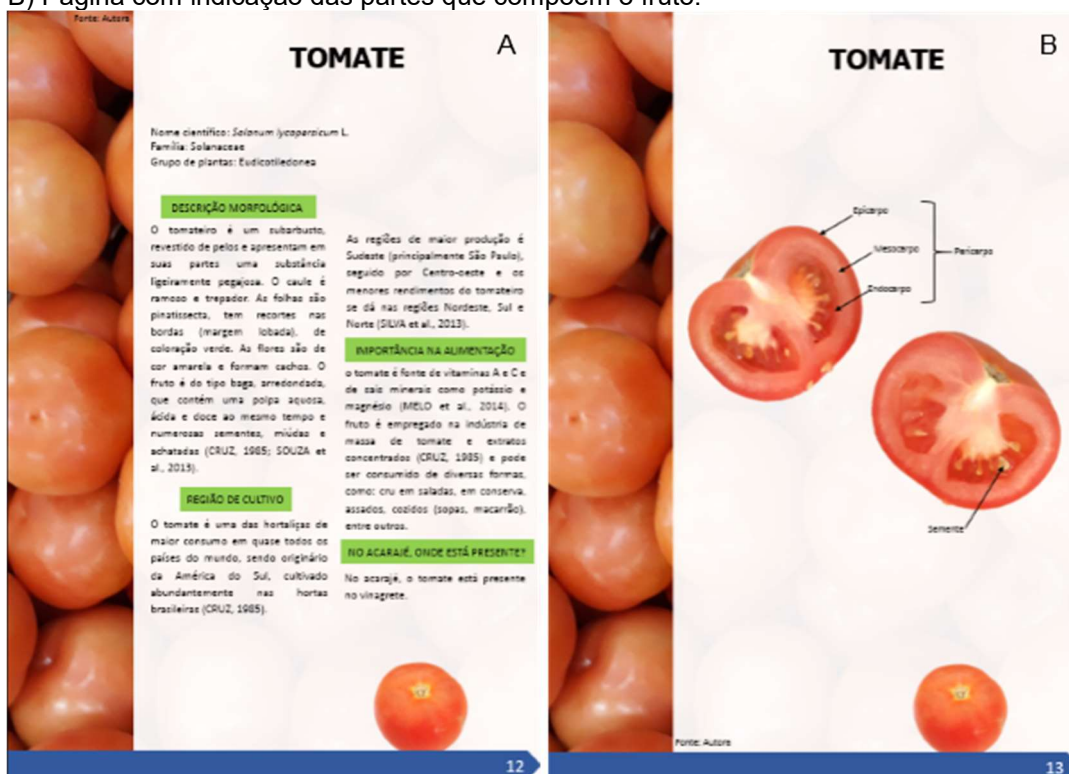 B) Página com indicação das partes que compõem o fruto.
Fonte: Autora
TOMATE
A
Nome científico: Solanum lycopersicum L.
Família: Solanaceae
Grupo de plantas: Eudicotiledonea
DESCRIÇÃO MORFOLÓGICA
O tomateiro é um subarbusto,
revestido de pelos e apresentam em
suas partes uma substância
ligeiramente pegajosa. O caule é
ramoso e trepador. As folhas são
pinatissecta, tem recortes nas
bordas (margem lobada), de
coloração verde. As flores são de
cor amarela e formam cachos. O
fruto é do tipo baga, arredondada,
que contém uma polpa aquosa,
ácida e doce ao mesmo tempo e
numerosas sementes, miúdas e
achatadas (CRUZ, 1985; SOUZA et
al., 2013).
REGIÃO DE CULTIVO
O tomate é uma das hortaliças de
maior consumo em quase todos os
países do mundo, sendo originário
da América do Sul, cultivado
abundantemente nas hortas
brasileiras (CRUZ, 1985).
As regiões de maior produção é
Sudeste (principalmente São Paulo),
seguido por Centro-oeste e os
menores rendimentos do tomateiro
se dá nas regiões Nordeste, Sul e
Norte (SILVA et al., 2013).
IMPORTÂNCIA NA ALIMENTAÇÃO
o tomate é fonte de vitaminas A e C e
de sais minerais como potássio e
magnésio (MELO et al., 2014). O
fruto é empregado na indústria de
massa de tomate e extratos
concentrados (CRUZ, 1985) e pode
ser consumido de diversas formas,
como: cru em saladas, em conserva,
assados, cozidos (sopas, macarrão),
entre outros.
NO ACARAJÉ, ONDE ESTÁ PRESENTE?
No acarajé, o tomate está presente
no vinagrete.
12
TOMATE
B
Epicarpo
Mesocarpo
Pericarpo
Endocarpo
Semente
Fonte: Autora
13